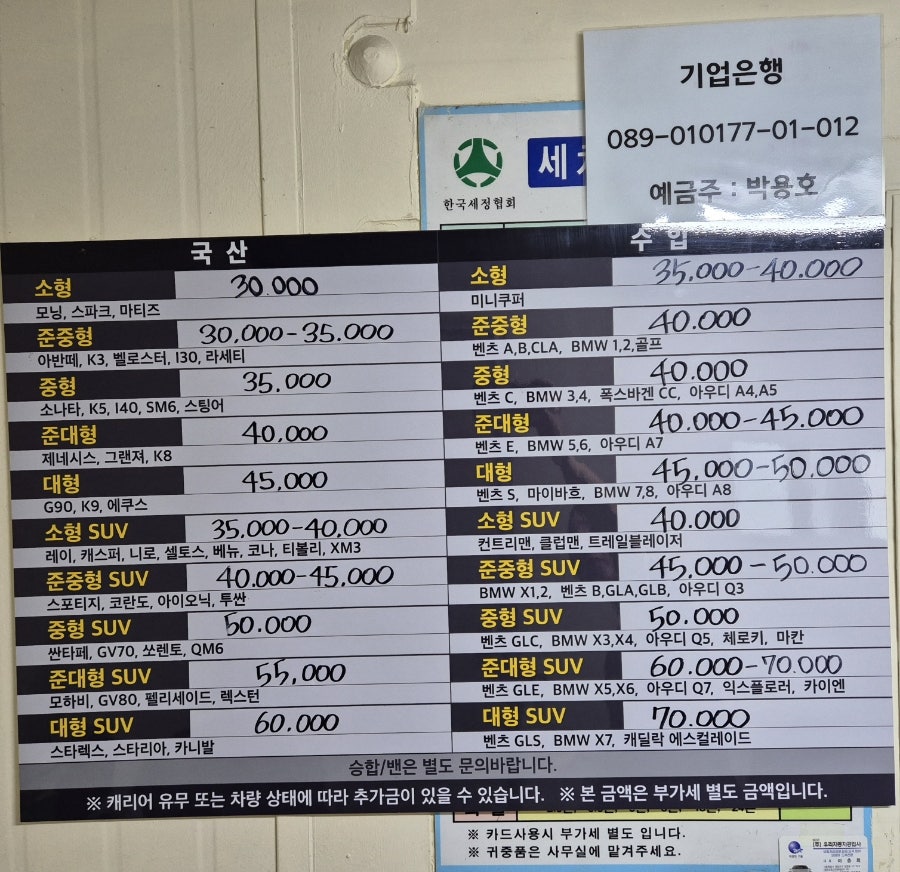 기업은행
089-010177-01-012
예금주 : 박용호
한국세정협회
세
국 산
소형 30.000
모닝, 스파크, 마티즈
준중형 30.000-35.000
아반떼, K3, 벨로스터, I30, 라세티
중형 35.000
소나타, K5, I40, SM6, 스팅어
준대형 40.000
제네시스, 그랜져, K8
대형 45,000
G90, K9, 에쿠스
소형 SUV 35.000-40.000
레이, 캐스퍼, 니로, 셀토스, 베뉴, 코나, 티볼리, XM3
준중형 SUV 40.000-45.000
스포티지, 코란도, 아이오닉, 투싼
중형 SUV 50.000
싼타페, GV70, 쏘렌토, QM6
준대형 SUV 55,000
모하비, GV80, 펠리세이드, 렉스턴
대형 SUV 60.000
스타렉스, 스타리아, 카니발
수 입
소형 35.000-40.000
미니쿠퍼
준중형 40.000
벤츠 A,B,CLA, BMW 1,2,골프
중형 40.000
벤츠 C, BMW 3,4, 폭스바겐 CC, 아우디 A4,A5
준대형 40.000-45.000
벤츠 E, BMW 5,6, 아우디 A7
대형 45,000-50.000
벤츠 S, 마이바흐, BMW 7,8, 아우디 A8
소형 SUV 40.000
컨트리맨, 클럽맨, 트레일블레이저
준중형 SUV 45,000-50.000
BMW X1,2, 벤츠 B,GLA,GLB, 아우디 Q3
중형 SUV 50.000
벤츠 GLC, BMW X3,X4, 아우디 Q5, 체로키, 마칸
준대형 SUV 60.000-70.000
벤츠 GLE, BMW X5,X6, 아우디 Q7, 익스플로러, 카이엔
대형 SUV 70.000
벤츠 GLS, BMW X7, 캐딜락 에스컬레이드
승합/밴은 별도 문의바랍니다.
※ 캐리어 유무 또는 차량 상태에 따라 추가금이 있을 수 있습니다. ※ 본 금액은 부가세 별도 금액입니다.
※ 카드사용시 부가세 별도 입니다.
※ 귀중품은 사무실에 맡겨주세요.